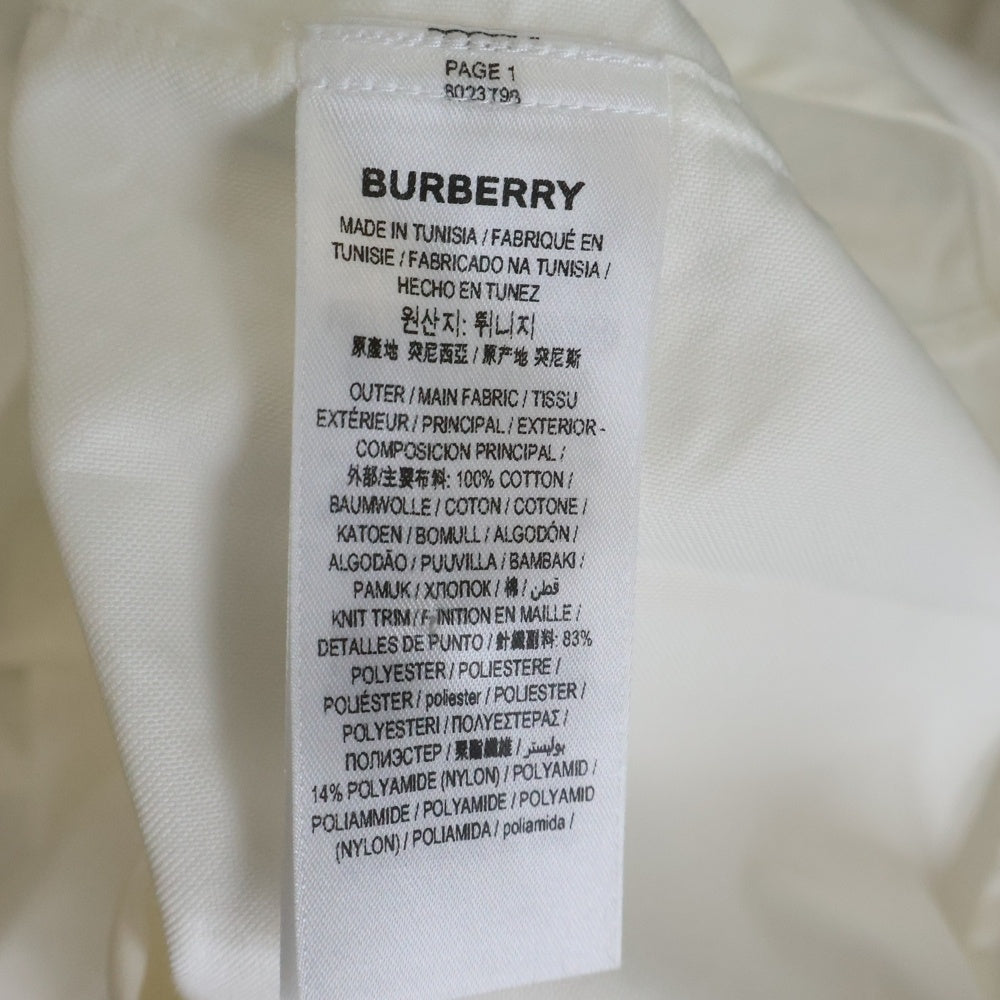 PAGE 1
8023798
BURBERRY
MADE IN TUNISIA / FABRIQUÉ EN
TUNISIE / FABRICADO NA TUNISIA /
HECHO EN TUNEZ
원산지: 튀니지
原產地 突尼西亞 / 原产地 突尼斯
OUTER / MAIN FABRIC / TISSU
EXTÉRIEUR / PRINCIPAL / EXTERIOR -
COMPOSICION PRINCIPAL /
外部/主要布料: 100% COTTON /
BAUMWOLLE / COTON / COTONE /
KATOEN / BOMULL / ALGODÓN /
ALGODÃO / PUUVILLA / BAMBAKI /
PAMUK / ХЛОПОК / 棉 / قطن
KNIT TRIM / FINITION EN MAILLE /
DETALLES DE PUNTO / 針織副料: 83%
POLYESTER / POLIESTERE /
POLIÉSTER / poliester / POLIESTER /
POLYESTERI / ΠΟΛΥΕΣΤΕΡΑΣ /
ПОЛИЭСТЕР / 聚酯纖維 / بوليستر /
14% POLYAMIDE (NYLON) / POLYAMID /
POLIAMMIDE / POLYAMIDE / POLYAMID
(NYLON) / POLIAMIDA / poliamida /